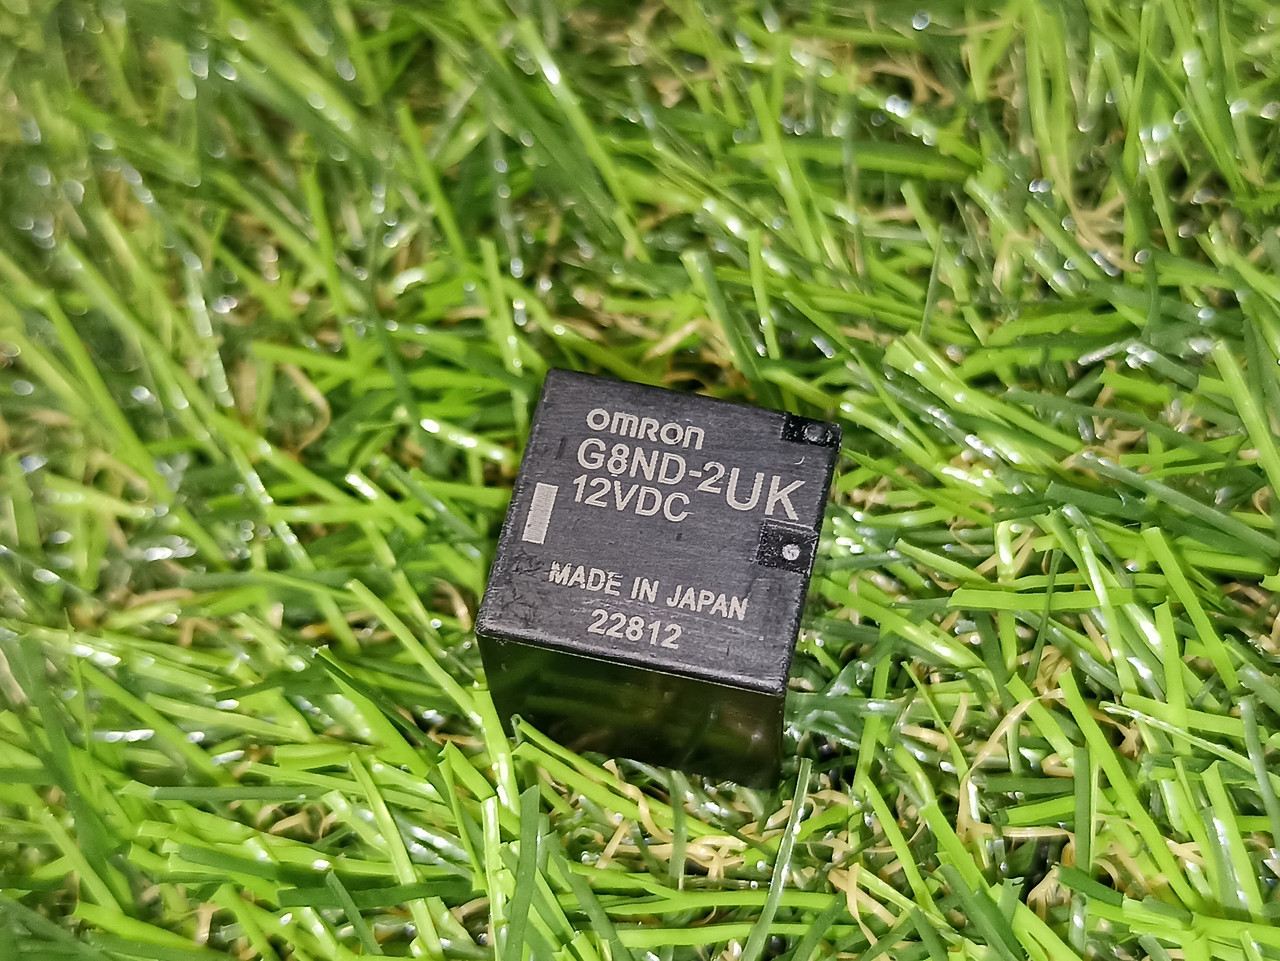 omron
G8ND-2UK
12VDC
MADE IN JAPAN
22812